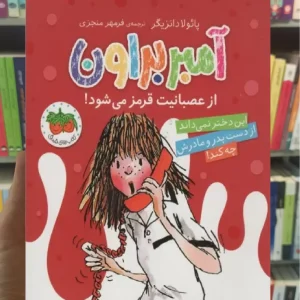 پائولا دانزیگر ترجمه‌ی فرمهر منجزی
آمبر براون
از عصبانیت قرمز می‌شود!
این دختر نمی‌داند
از دست پدر و مادرش
چه کند!